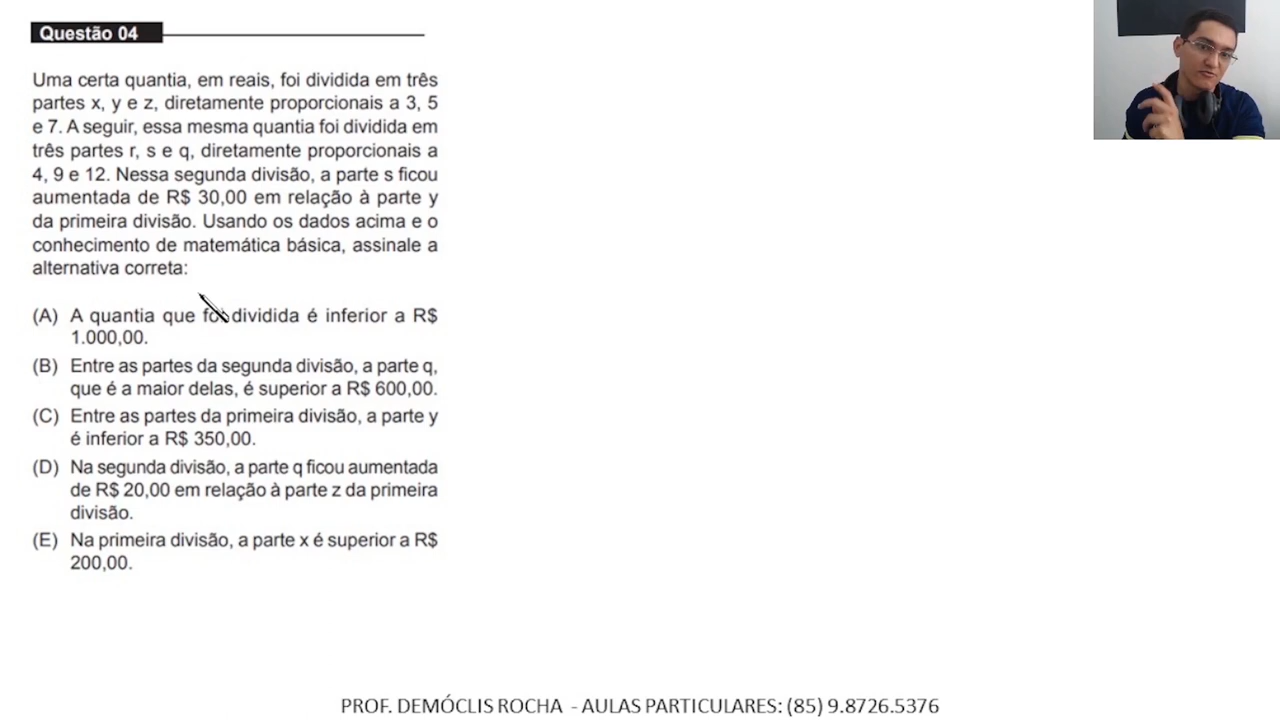 Questão 04
Uma certa quantia, em reais, foi dividida em três
partes x, y e z, diretamente proporcionais a 3, 5
e 7. A seguir, essa mesma quantia foi dividida em
três partes r, s e q, diretamente proporcionais a
4, 9 e 12. Nessa segunda divisão, a parte s ficou
aumentada de R$ 30,00 em relação à parte y
da primeira divisão. Usando os dados acima e o
conhecimento de matemática básica, assinale a
alternativa correta:
(A) A quantia que foi dividida é inferior a R$
1.000,00.
(B) Entre as partes da segunda divisão, a parte q,
que é a maior delas, é superior a R$ 600,00.
(C) Entre as partes da primeira divisão, a parte y
é inferior a R$ 350,00.
(D) Na segunda divisão, a parte q ficou aumentada
de R$ 20,00 em relação à parte z da primeira
divisão.
(E) Na primeira divisão, a parte x é superior a R$
200,00.
PROF. DEMÓCLIS ROCHA - AULAS PARTICULARES: (85) 9.8726.5376